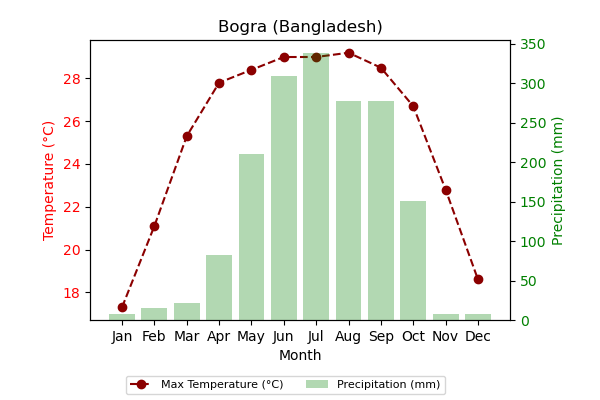 Bogra (Bangladesh)
Temperature (°C)
28
26
24
22
20
18
350
300
250
200
150
100
50
0
Precipitation (mm)
Jan Feb Mar Apr May Jun Jul Aug Sep Oct Nov Dec
Month
Max Temperature (°C) Precipitation (mm)